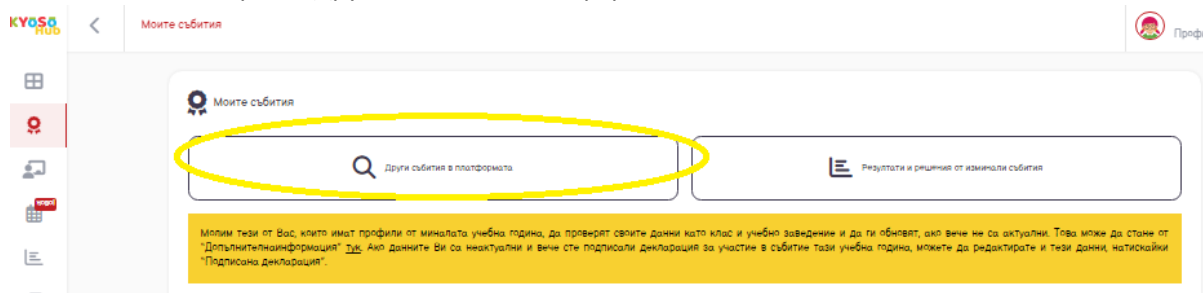 KYOSO
HUB
Моите събития
Моите събития
Други събития в платформата
Резултати и решения от изминали събития
Молим тези от Вас, които имат профили от миналата учебна година, да проверят своите данни като клас и учебно заведение и да ги обновят, ако вече не са актуални. Това може да стане от
"Допълнителнаинформация" тук. Ако данните Ви са неактуални и вече сте подписали декларация за участие в събитие тази учебна година, можете да редактирате и тези данни, натискайки
"Подписана декларация".